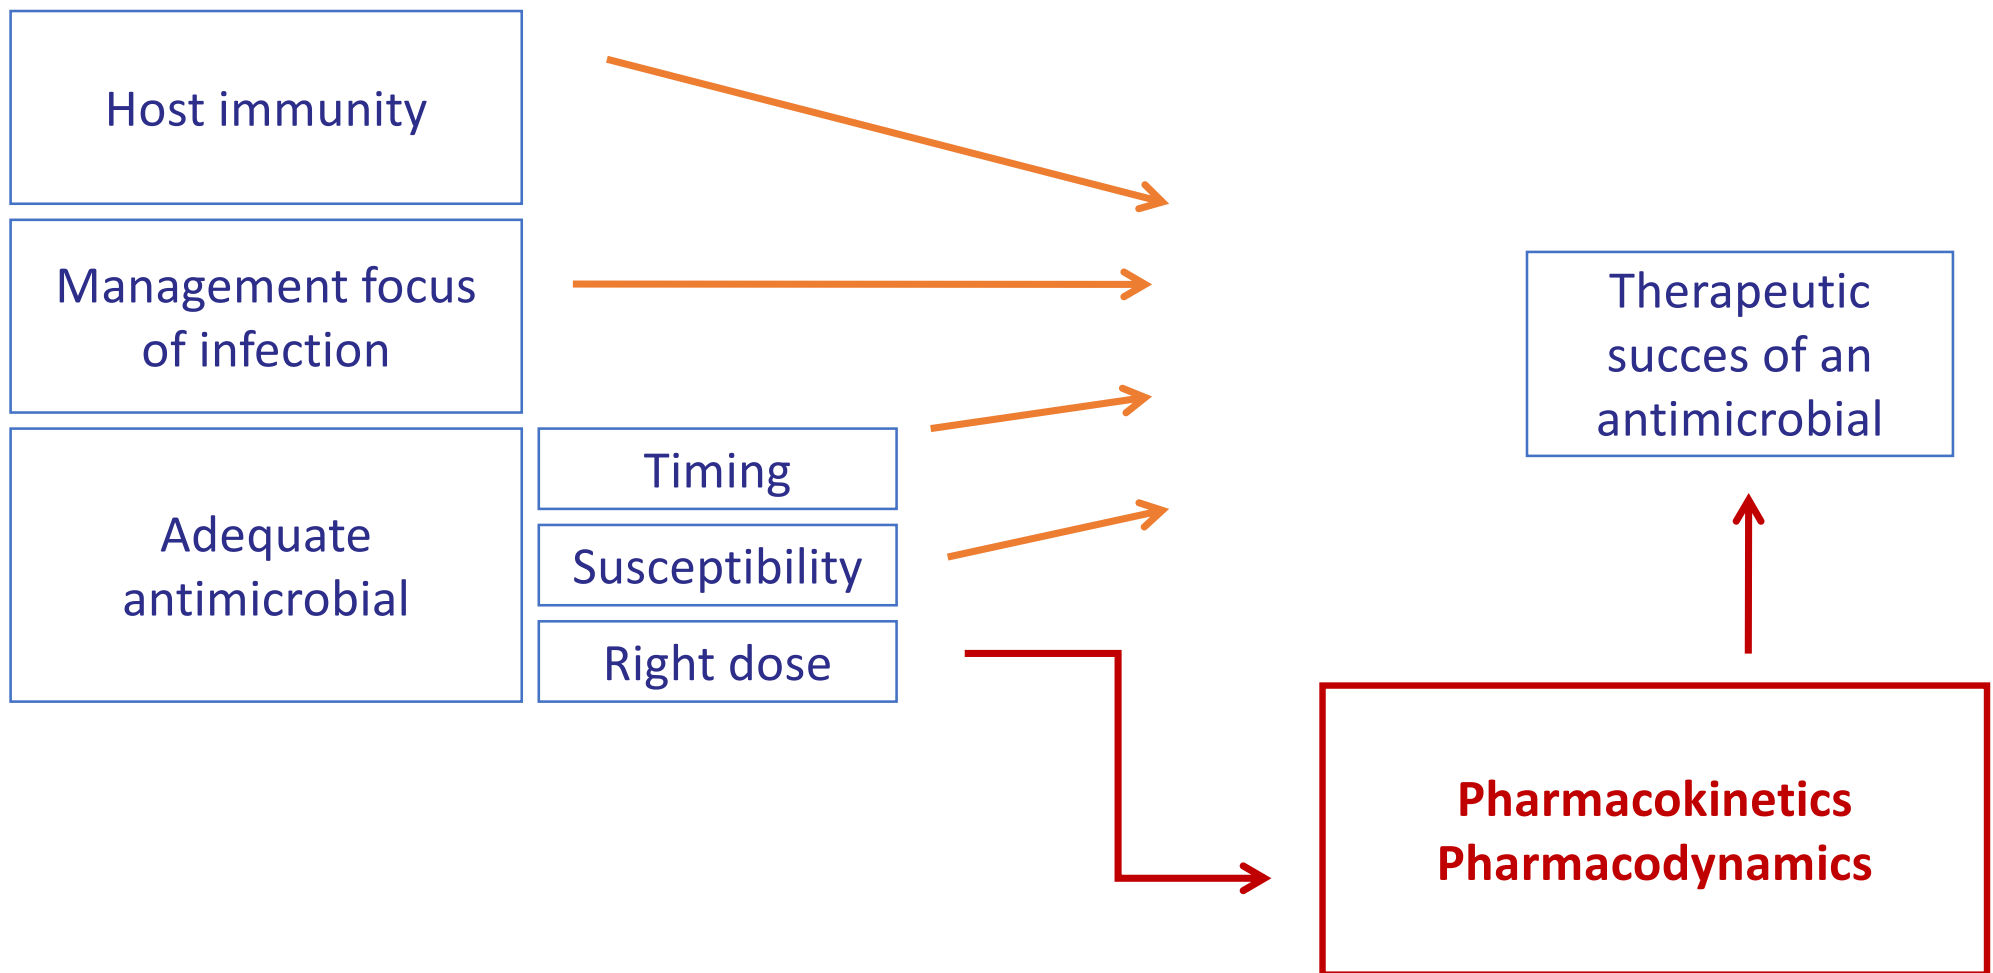 Host immunity
Management focus
of infection
Adequate
antimicrobial
Timing
Susceptibility
Right dose
Therapeutic
succes of an
antimicrobial
Pharmacokinetics
Pharmacodynamics